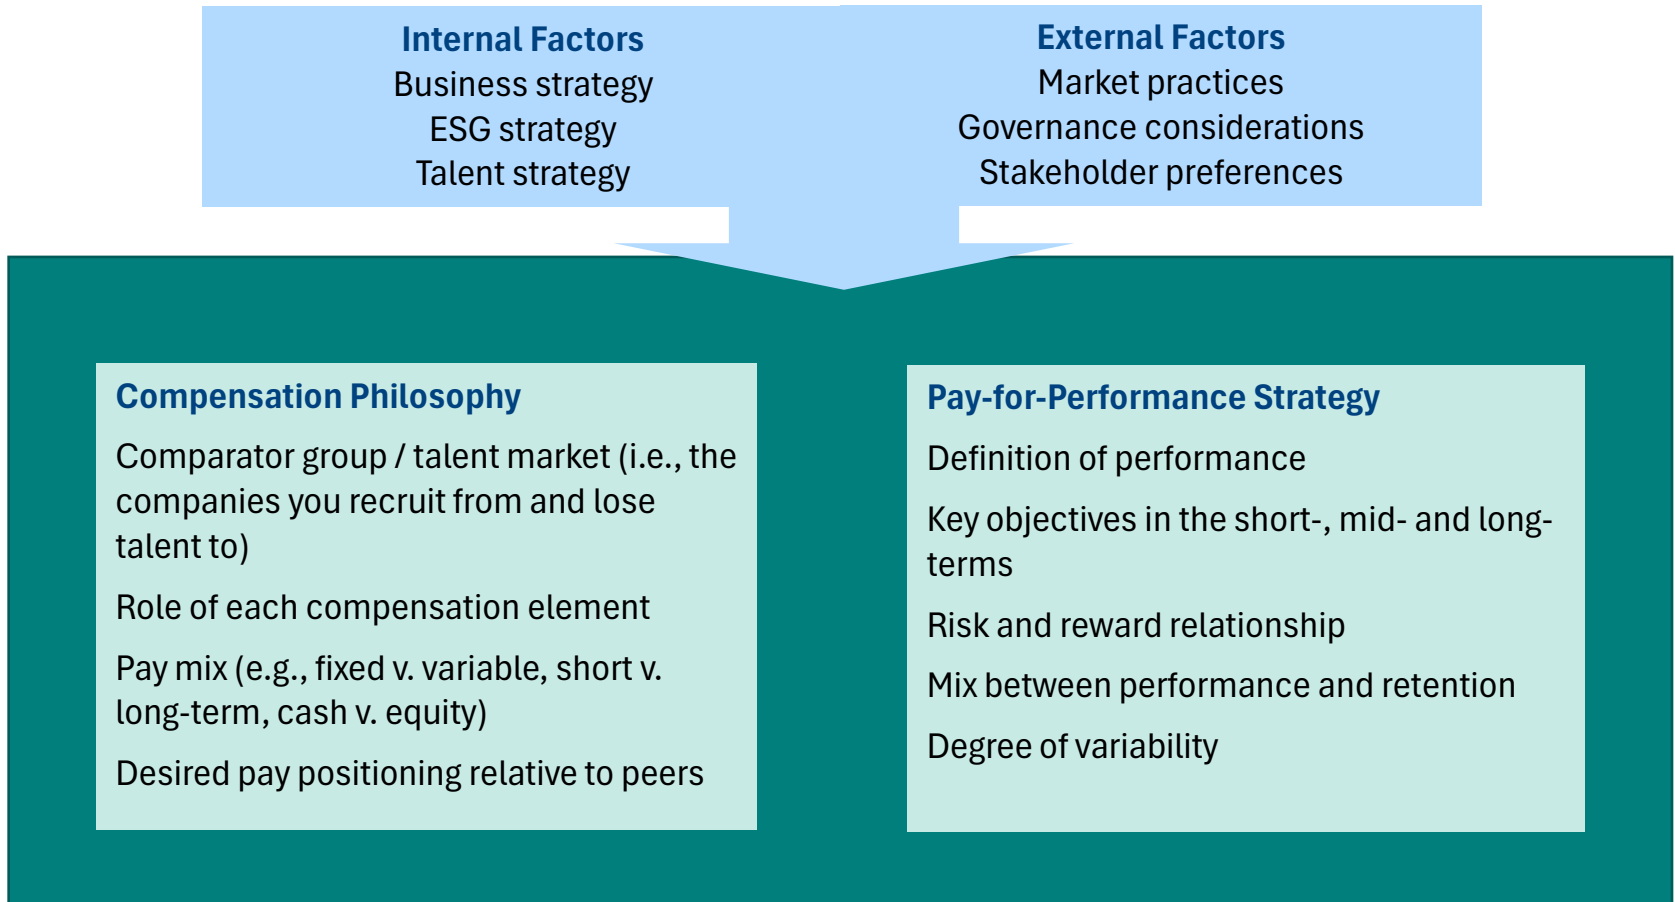 Internal Factors
Business strategy
ESG strategy
Talent strategy
External Factors
Market practices
Governance considerations
Stakeholder preferences
Compensation Philosophy
Comparator group / talent market (i.e., the
companies you recruit from and lose
talent to)
Role of each compensation element
Pay mix (e.g., fixed v. variable, short v.
long-term, cash v. equity)
Desired pay positioning relative to peers
Pay-for-Performance Strategy
Definition of performance
Key objectives in the short-, mid- and long-
terms
Risk and reward relationship
Mix between performance and retention
Degree of variability